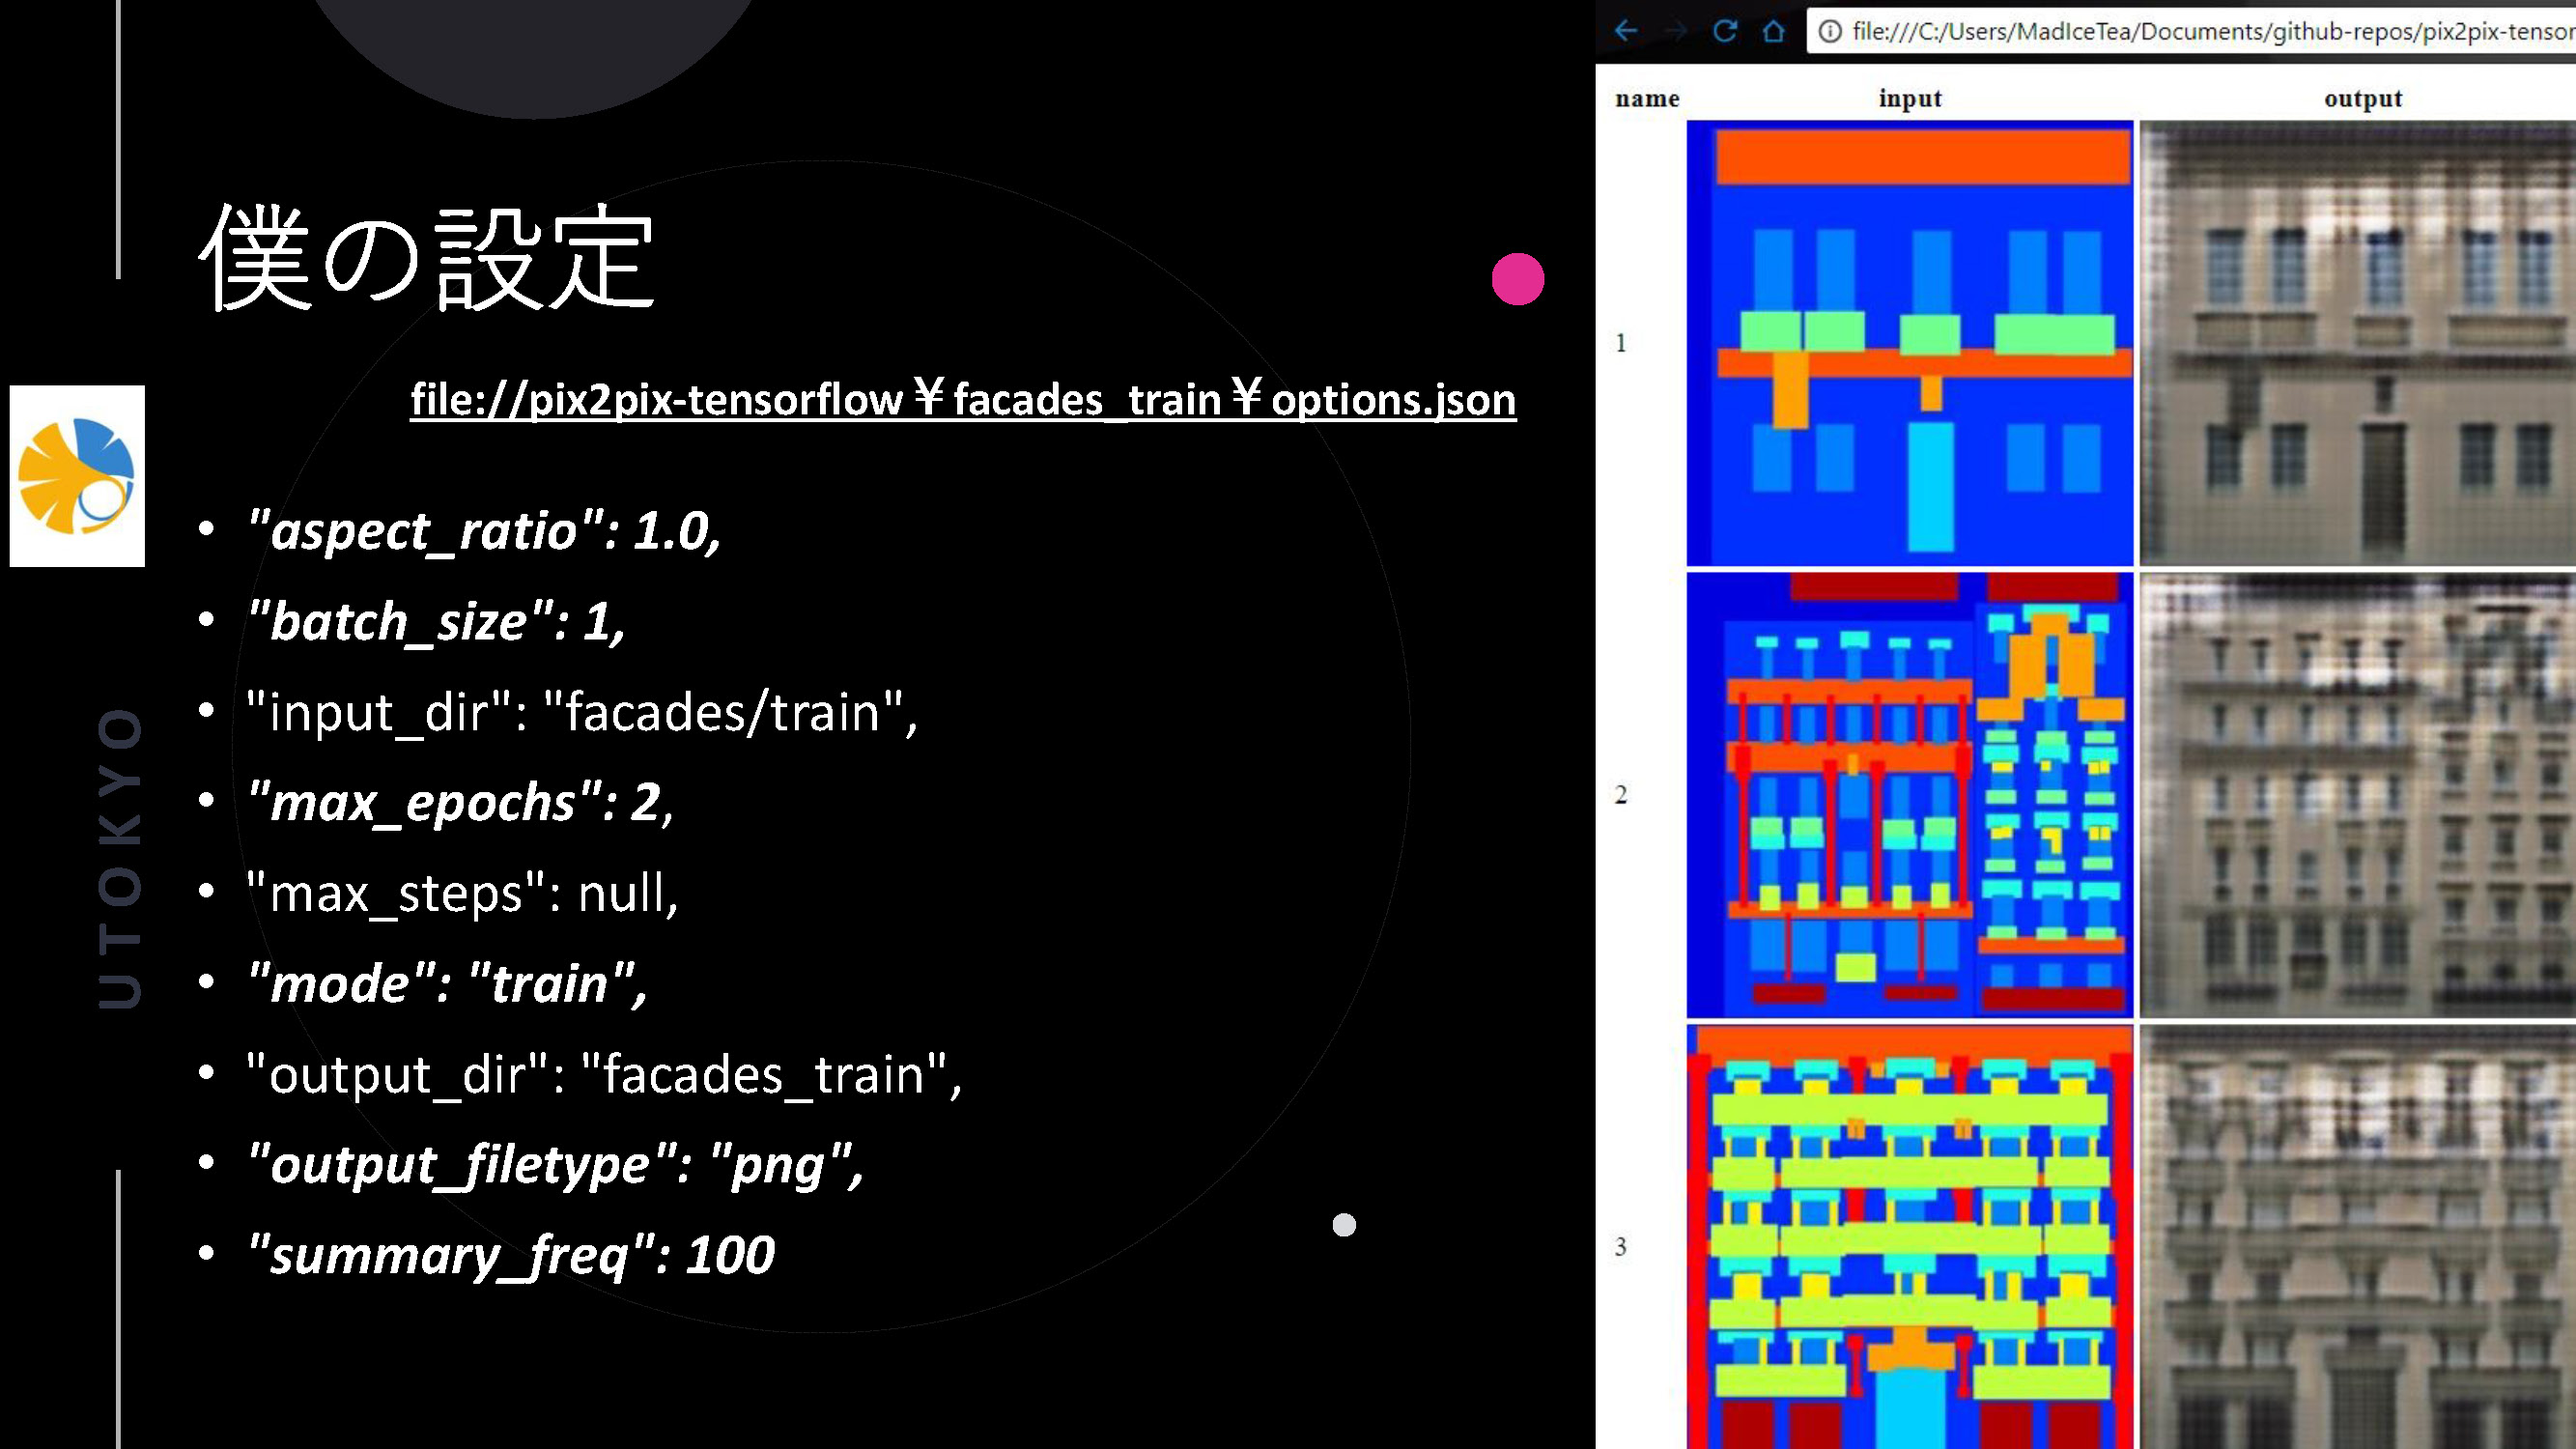 僕の設定
file://pix2pix-tensorflow￥facades_train￥options.json
• "aspect_ratio": 1.0,
• "batch_size": 1,
• "input_dir": "facades/train",
• "max_epochs": 2,
• "max_steps": null,
• "mode": "train",
• "output_dir": "facades_train",
• "output_filetype": "png",
• "summary_freq": 100
UTOKYO
file:///C:/Users/MadIceTea/Documents/github-repos/pix2pix-tensor
name input output
1
2
3